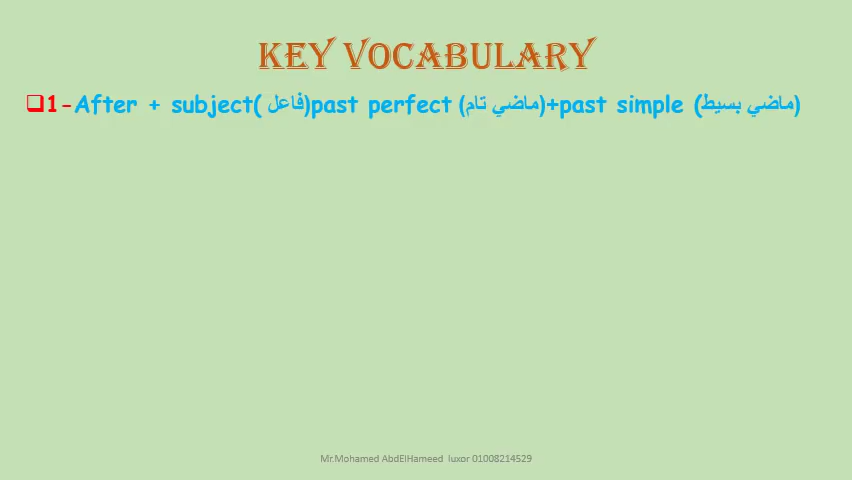 KEY VOCABULARY
❑1-After + subject( فاعل)past perfect (ماضي تام)+past simple (ماضي بسيط)
Mr.Mohamed AbdElHameed luxor 01008214529